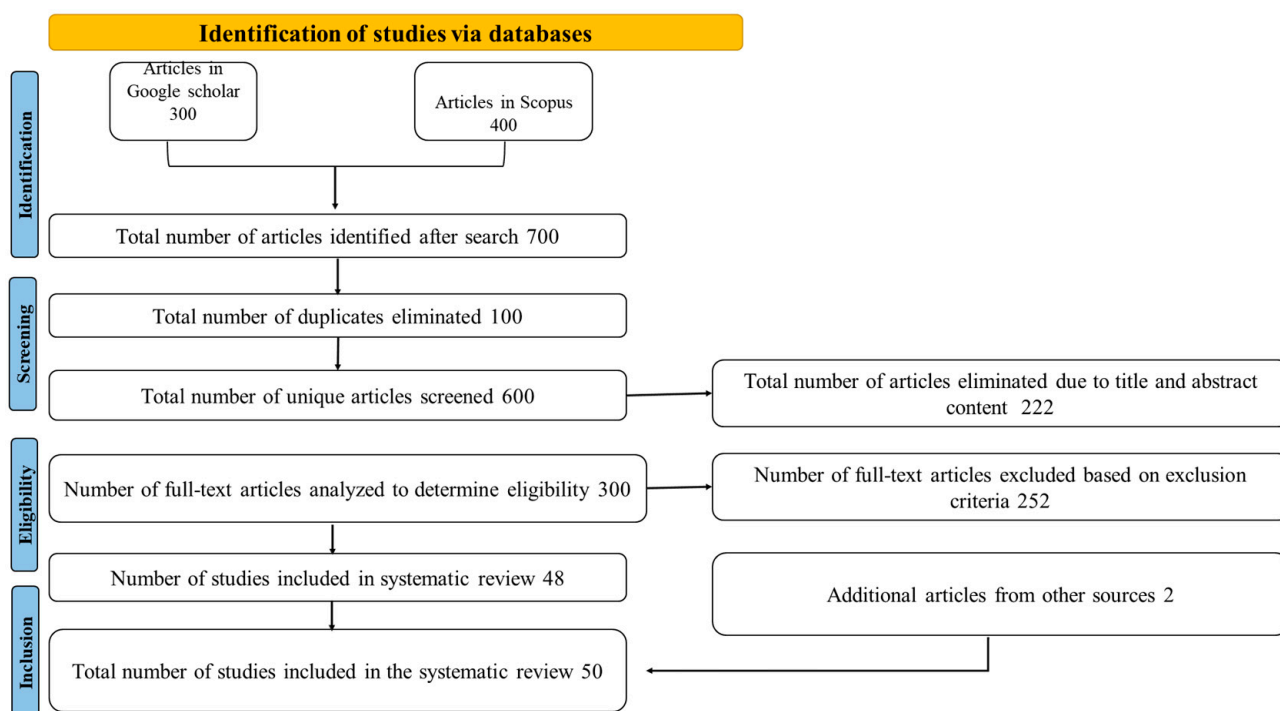 Identification of studies via databases
Articles in
Google scholar
300
Articles in Scopus
400
Identification
Total number of articles identified after search 700
Screening
Total number of duplicates eliminated 100
Total number of unique articles screened 600
Total number of articles eliminated due to title and abstract
content 222
Eligibility
Number of full-text articles analyzed to determine eligibility 300
Number of full-text articles excluded based on exclusion
criteria 252
Number of studies included in systematic review 48
Additional articles from other sources 2
Inclusion
Total number of studies included in the systematic review 50